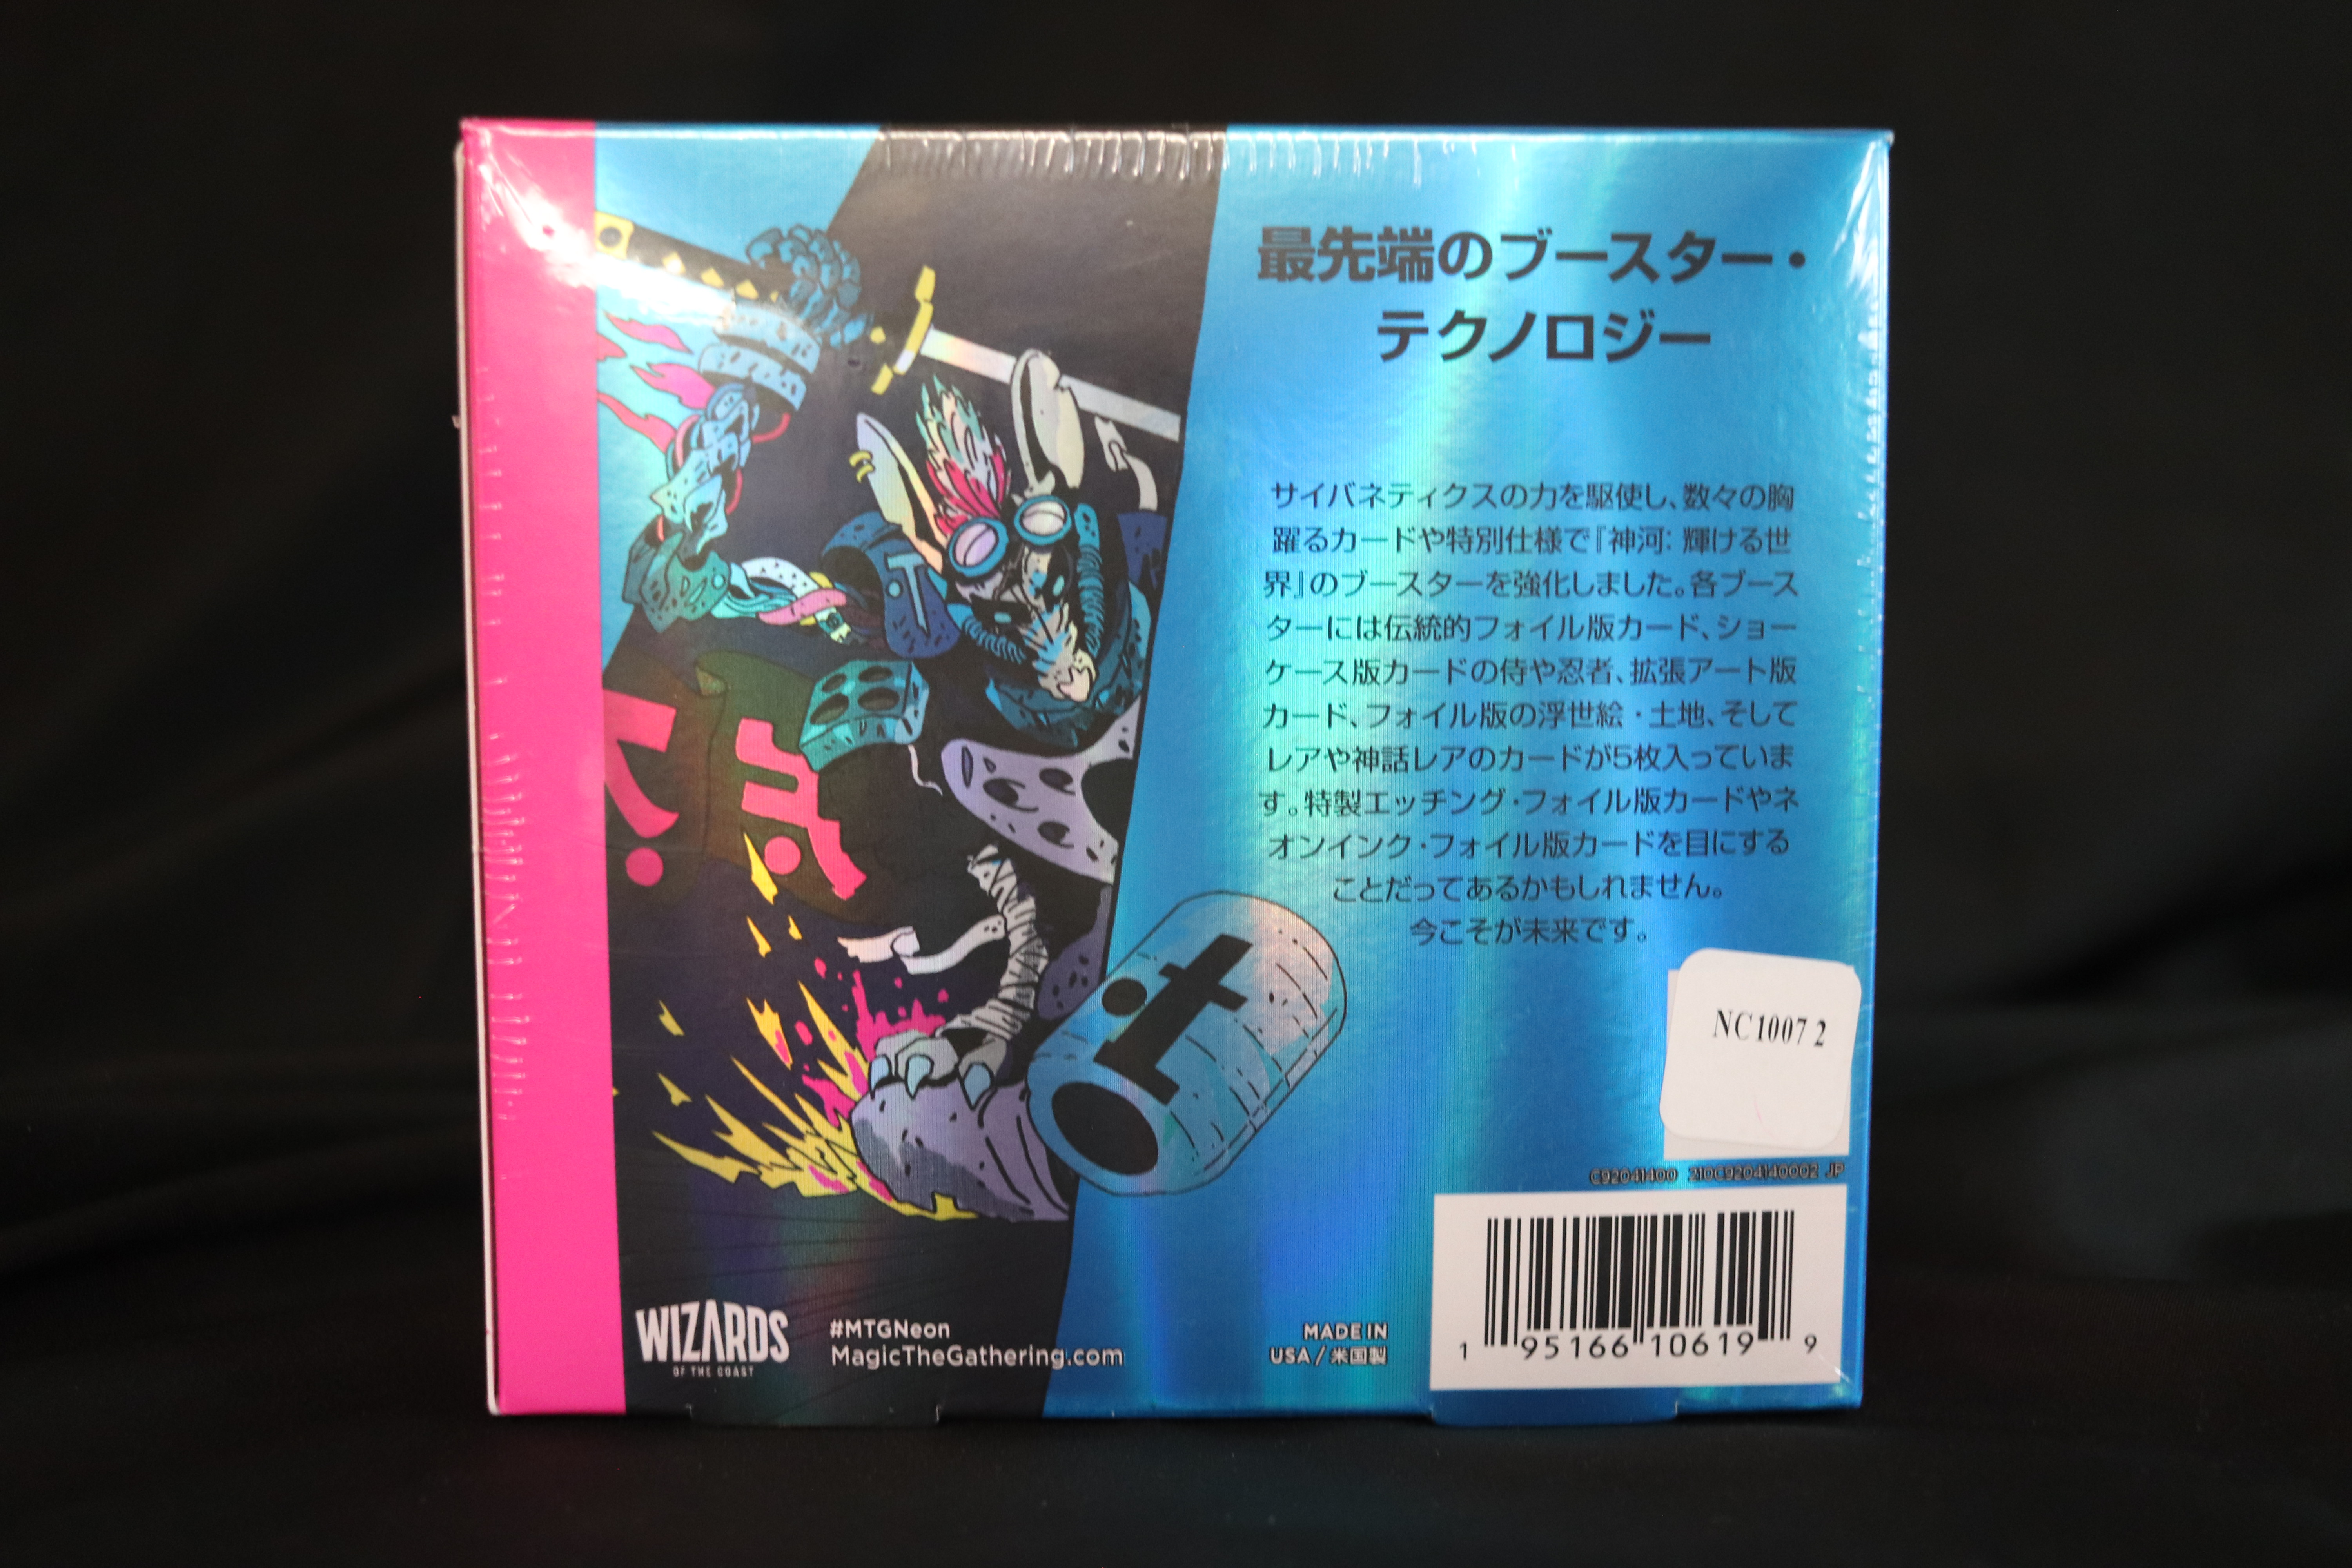 最先端のブースター・
テクノロジー
サイバネティクスの力を駆使し、数々の胸
躍るカードや特別仕様で『神河：輝ける世
界』のブースターを強化しました。各ブース
ターには伝統的フォイル版カード、ショー
ケース版カードの侍や忍者、拡張アート版
カード、フォイル版の浮世絵・土地、そして
レアや神話レアのカードが5枚入っていま
す。特製エッチング・フォイル版カードやネ
オンインク・フォイル版カードを目にする
ことだってあるかもしれません。
今こそが未来です。
NC1007 2
C92041400 210C9204140002 JP
WIZARDS
OF THE COAST
#MTGNeon
MagicTheGathering.com
MADE IN
USA / 米国製
1 95166 10619 9